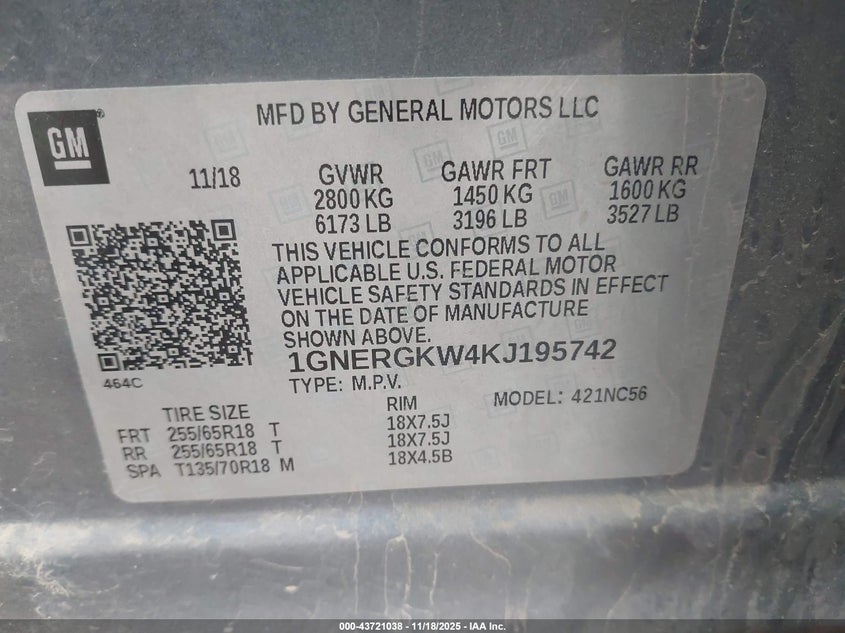 MFD BY GENERAL MOTORS LLC
GM
11/18 GVWR GAWR FRT GAWR RR
2800 KG 1450 KG 1600 KG
6173 LB 3196 LB 3527 LB
THIS VEHICLE CONFORMS TO ALL
APPLICABLE U.S. FEDERAL MOTOR
VEHICLE SAFETY STANDARDS IN EFFECT
ON THE DATE OF MANUFACTURE
SHOWN ABOVE.
1GNERGKW4KJ195742
464C
TYPE: M.P.V. MODEL: 421NC56
TIRE SIZE RIM
FRT 255/65R18 T 18X7.5J
RR 255/65R18 T 18X7.5J
SPA T135/70R18 M 18X4.5B
000-43721038 — 11/18/2025 - IAA Inc.